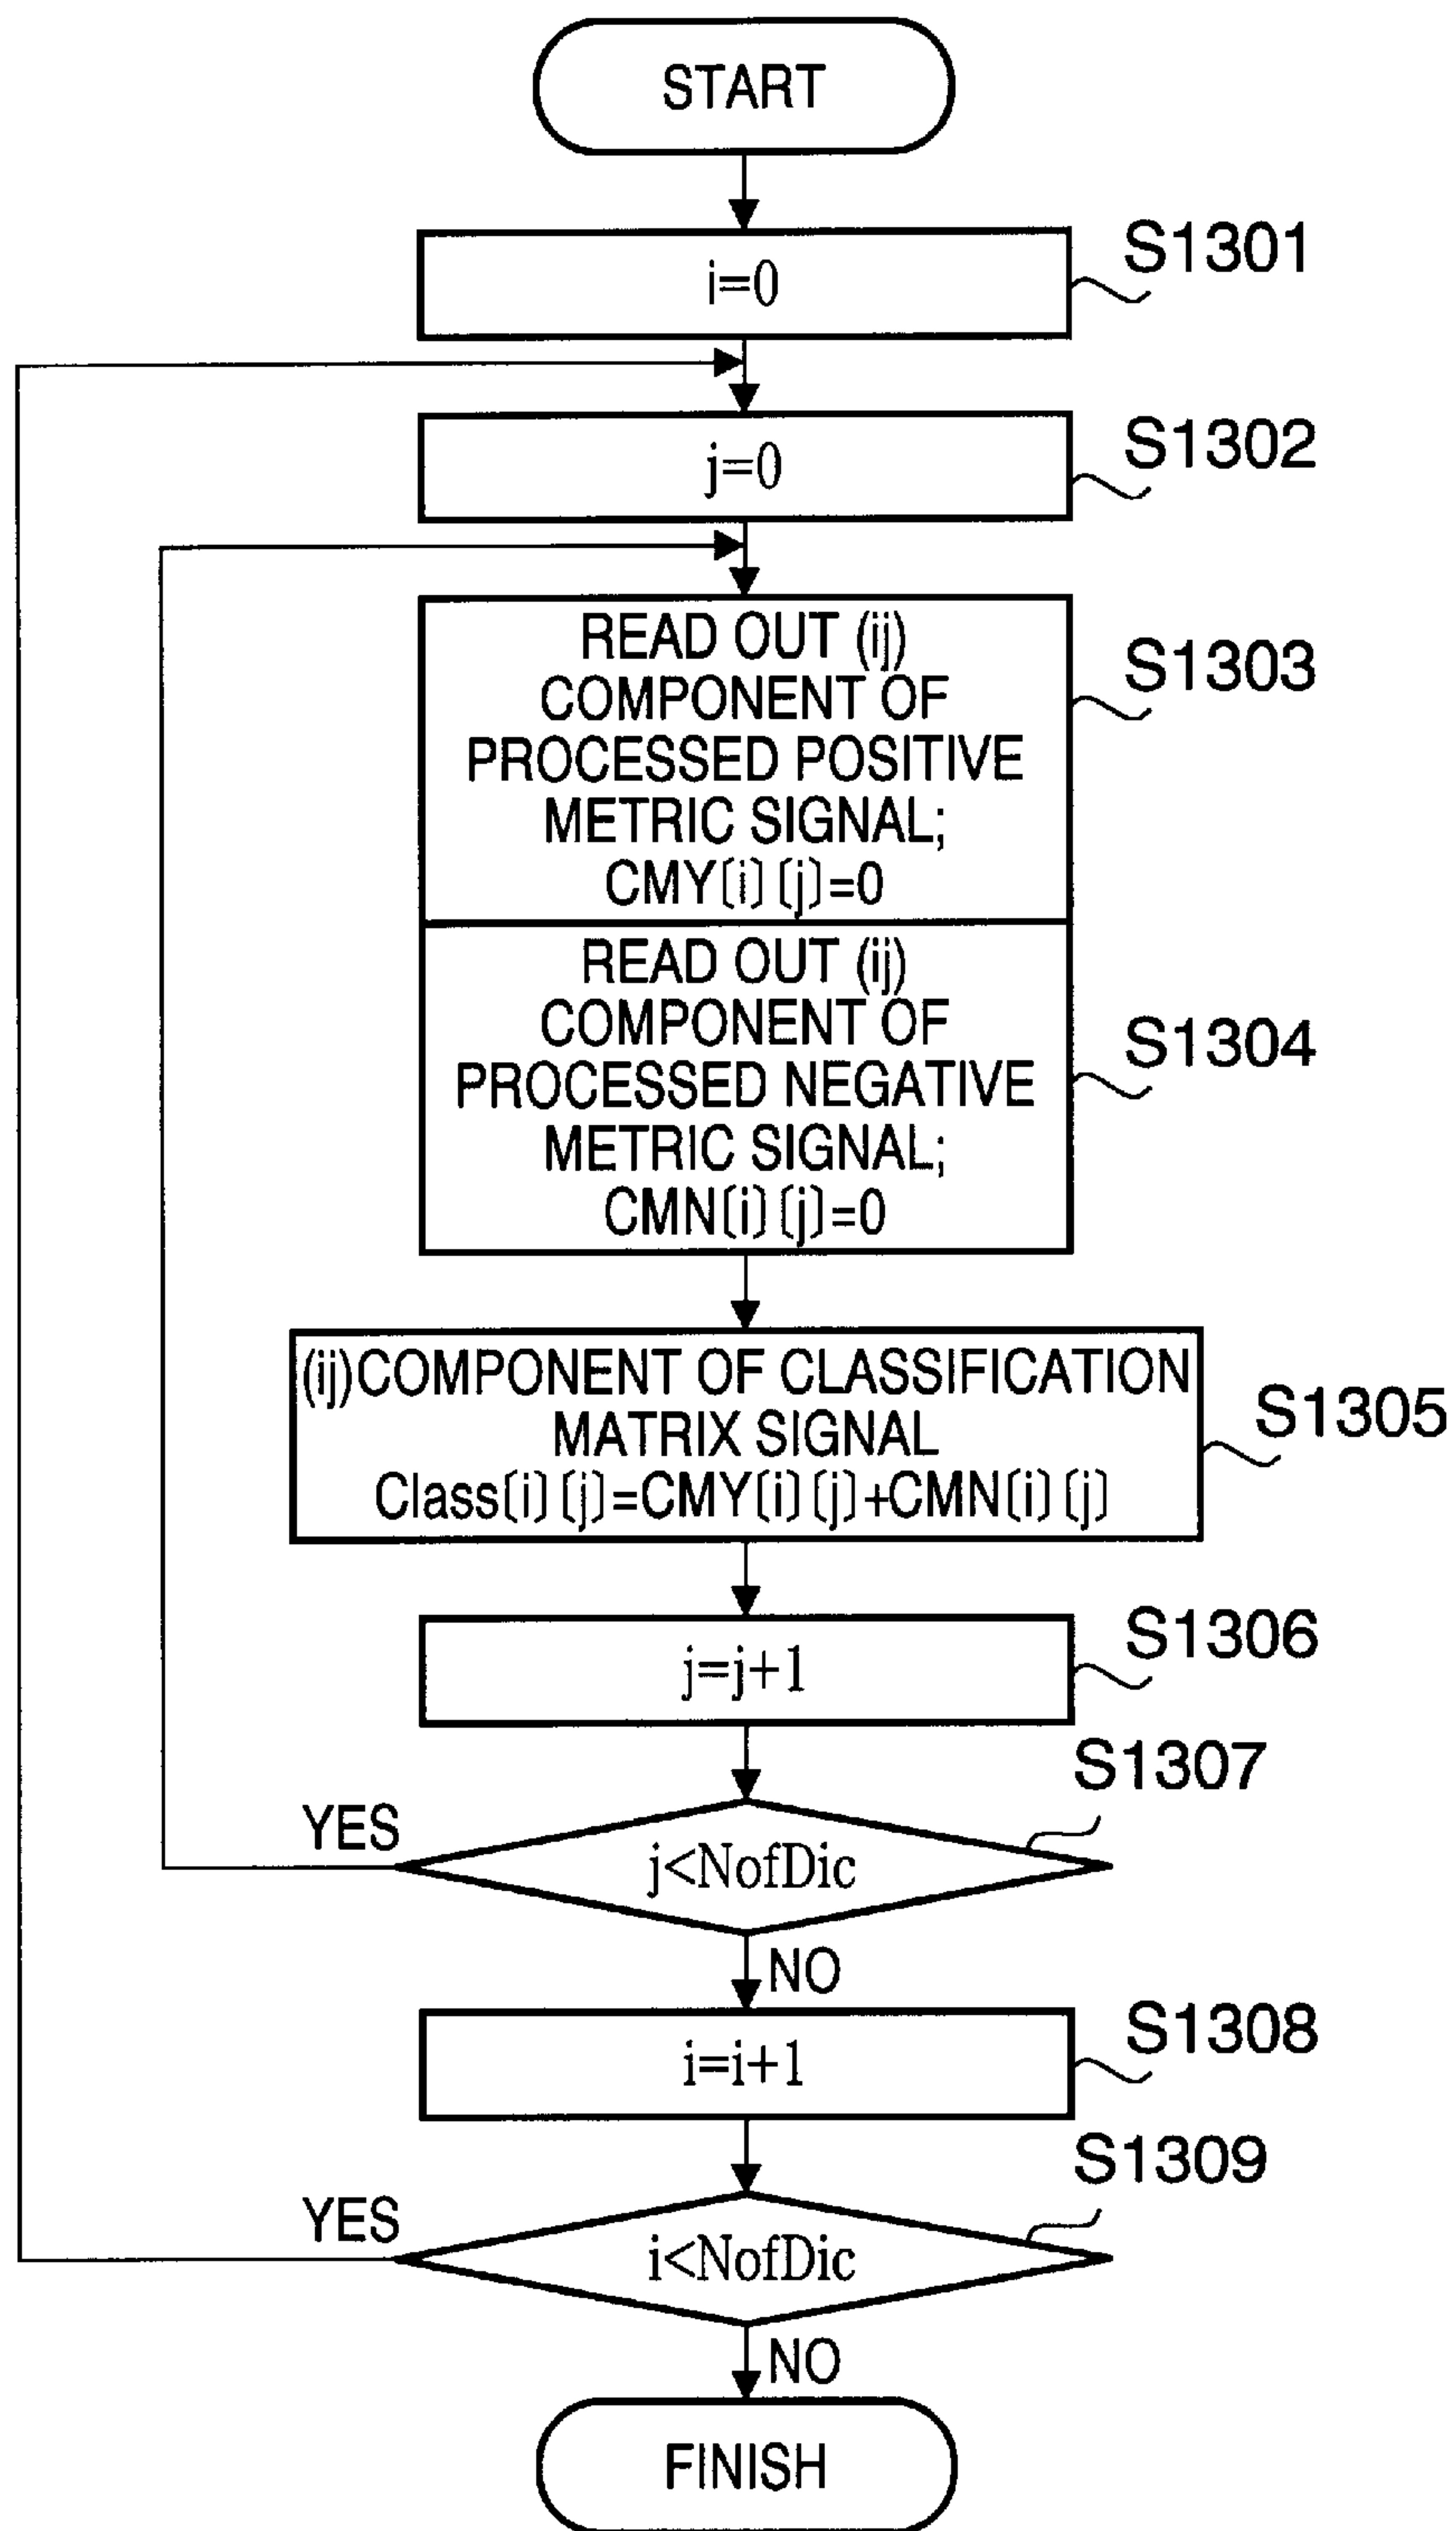 START
i=0
S1301
j=0
S1302
READ OUT (ij)
COMPONENT OF
PROCESSED POSITIVE
METRIC SIGNAL;
CMY[i][j]=0
S1303
READ OUT (ij)
COMPONENT OF
PROCESSED NEGATIVE
METRIC SIGNAL;
CMN[i][j]=0
S1304
(ij)COMPONENT OF CLASSIFICATION
MATRIX SIGNAL
Class[i][j]=CMY[i][j]+CMN[i][j]
S1305
j=j+1
S1306
S1307
YES
j<NofDic
NO
i=i+1
S1308
S1309
YES
i<NofDic
NO
FINISH